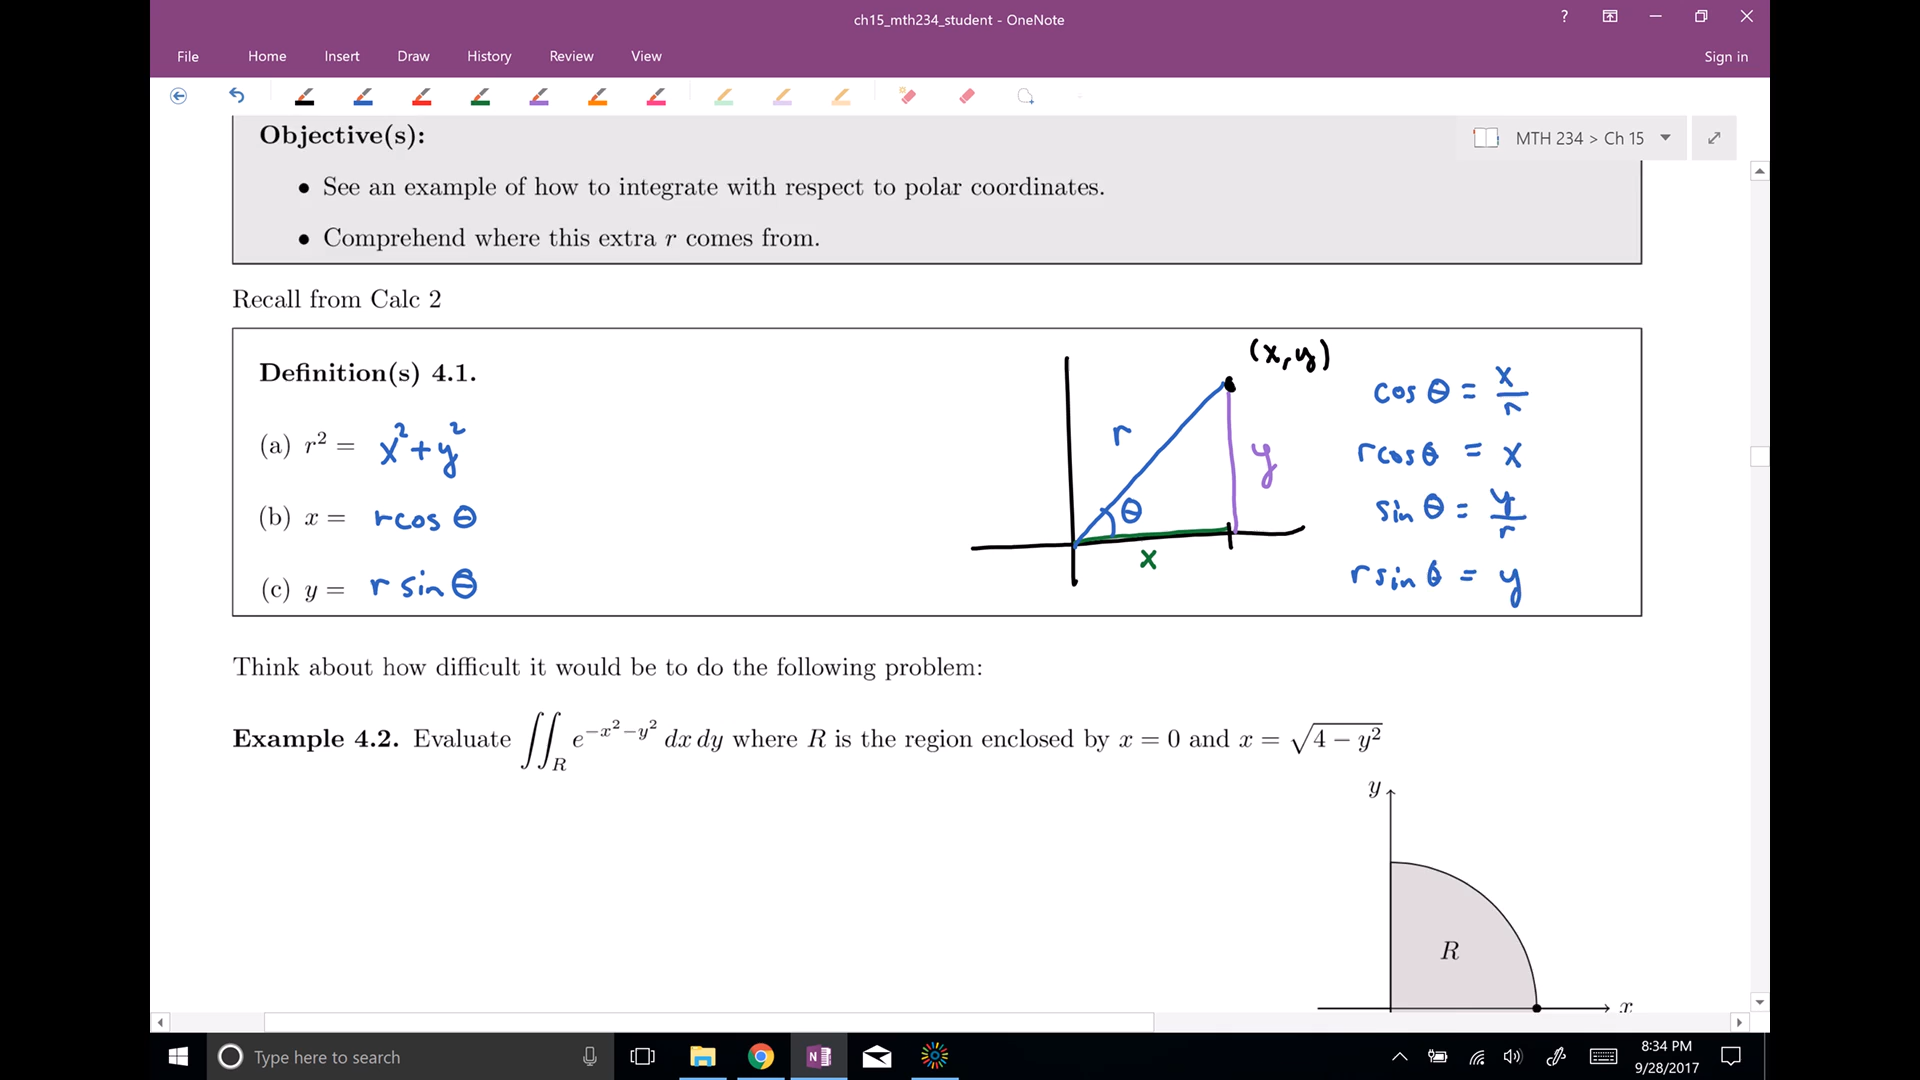 ch15_mth234_student - OneNote
?
File Home Insert Draw History Review View Sign in
Objective(s):
MTH 234 > Ch 15
• See an example of how to integrate with respect to polar coordinates.
• Comprehend where this extra r comes from.
Recall from Calc 2
Definition(s) 4.1.
(a) r² = x² + y²
(b) x = r cos θ
(c) y = r sin θ
(x, y)
r
θ
y
x
cos θ = x/r
r cos θ = x
sin θ = y/r
r sin θ = y
Think about how difficult it would be to do the following problem:
Example 4.2. Evaluate ∬_R e^{-x²-y²} dx dy where R is the region enclosed by x = 0 and x = √(4 − y²)
y
R
x
Type here to search
N
8:34 PM
9/28/2017